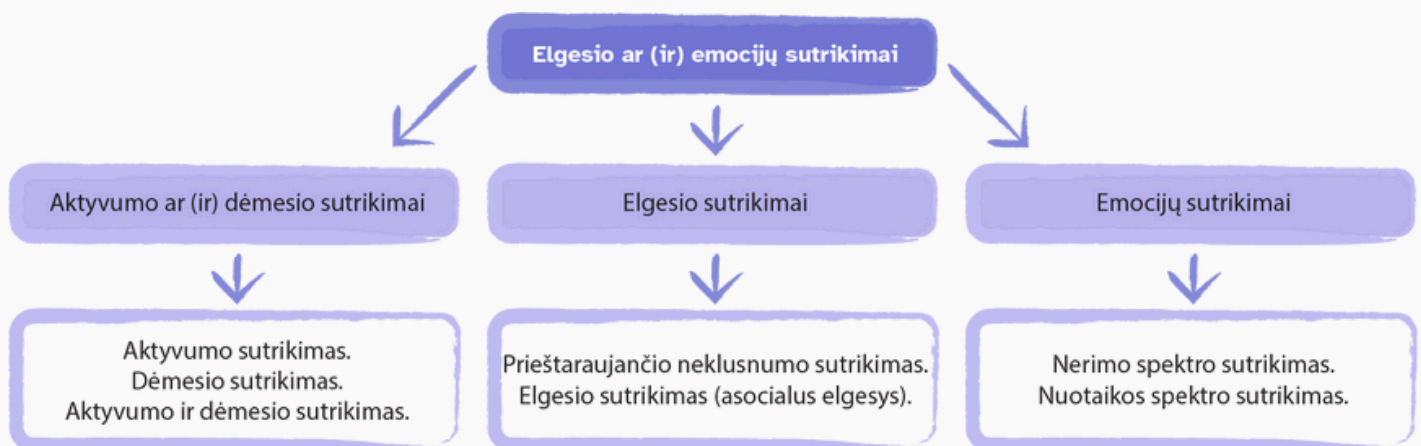 Elgesio ar (ir) emocijų sutrikimai
Aktyvumo ar (ir) dėmesio sutrikimai
Elgesio sutrikimai
Emocijų sutrikimai
Aktyvumo sutrikimas.
Dėmesio sutrikimas.
Aktyvumo ir dėmesio sutrikimas.
Prieštaraujančio neklusnumo sutrikimas.
Elgesio sutrikimas (asocialus elgesys).
Nerimo spektro sutrikimas.
Nuotaikos spektro sutrikimas.